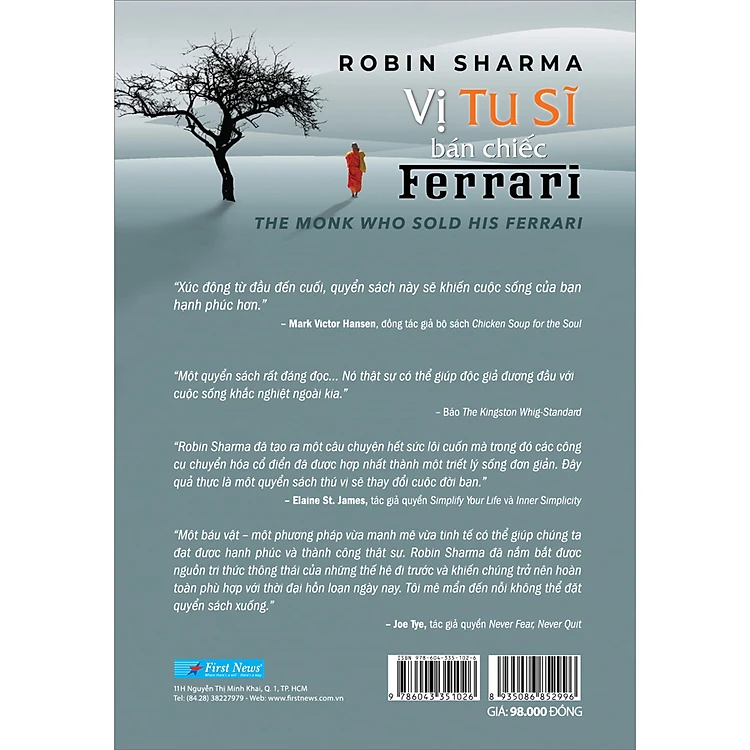 ROBIN SHARMA
Vị Tu Sĩ
bán chiếc
Ferrari
THE MONK WHO SOLD HIS FERRARI
“Xúc động từ đầu đến cuối, quyển sách này sẽ khiến cuộc sống của bạn
hạnh phúc hơn.”
– Mark Victor Hansen, đồng tác giả bộ sách Chicken Soup for the Soul
“Một quyển sách rất đáng đọc... Nó thật sự có thể giúp độc giả đương đầu với
cuộc sống khắc nghiệt ngoài kia.”
– Báo The Kingston Whig-Standard
“Robin Sharma đã tạo ra một câu chuyện hết sức lôi cuốn mà trong đó các công
cụ chuyển hóa cổ điển đã được hợp nhất thành một triết lý sống đơn giản. Đây
quả thực là một quyển sách thú vị sẽ thay đổi cuộc đời bạn.”
– Elaine St. James, tác giả quyển Simplify Your Life và Inner Simplicity
“Một báu vật – một phương pháp vừa mạnh mẽ vừa tinh tế có thể giúp chúng ta
đạt được hạnh phúc và thành công thật sự. Robin Sharma đã nắm bắt được
nguồn tri thức thông thái của những thế hệ đi trước và khiến chúng trở nên hoàn
toàn phù hợp với thời đại hỗn loạn ngày nay. Tôi mê mẩn đến nỗi không thể đặt
quyển sách xuống.”
– Joe Tye, tác giả quyển Never Fear, Never Quit
First News
Where there's a will - there's a way
11H Nguyễn Thị Minh Khai, Q. 1, TP. HCM
Tel: (84.28) 38227979 - Web: www.firstnews.com.vn
ISBN 978-604-335-102-6
9 786043 351026
8 935086 852996
GIÁ: 98.000 ĐỒNG